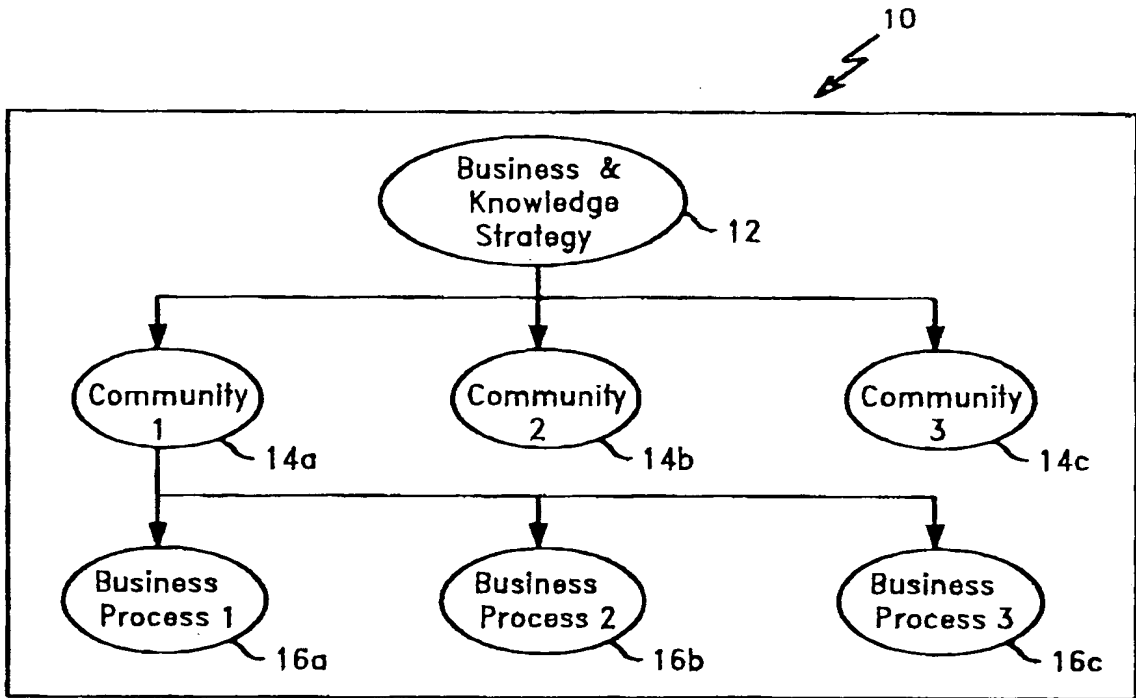 10
Business &
Knowledge
Strategy
12
Community
1
14a
Community
2
14b
Community
3
14c
Business
Process 1
16a
Business
Process 2
16b
Business
Process 3
16c